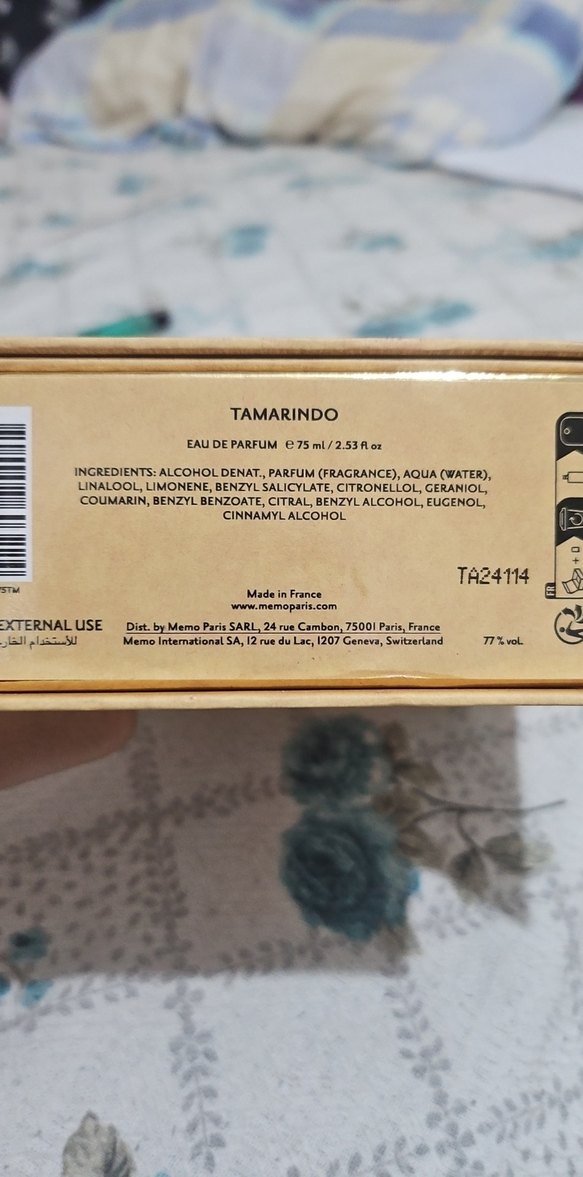 TAMARINDO
EAU DE PARFUM ℮ 75 ml / 2.53 fl oz
INGREDIENTS: ALCOHOL DENAT., PARFUM (FRAGRANCE), AQUA (WATER),
LINALOOL, LIMONENE, BENZYL SALICYLATE, CITRONELLOL, GERANIOL,
COUMARIN, BENZYL BENZOATE, CITRAL, BENZYL ALCOHOL, EUGENOL,
CINNAMYL ALCOHOL
TA24114
FR
Made in France
www.memoparis.com
EXTERNAL USE
Dist. by Memo Paris SARL, 24 rue Cambon, 75001 Paris, France
للأستخدام
Memo International SA, 12 rue du Lac, 1207 Geneva, Switzerland
77 % vol.